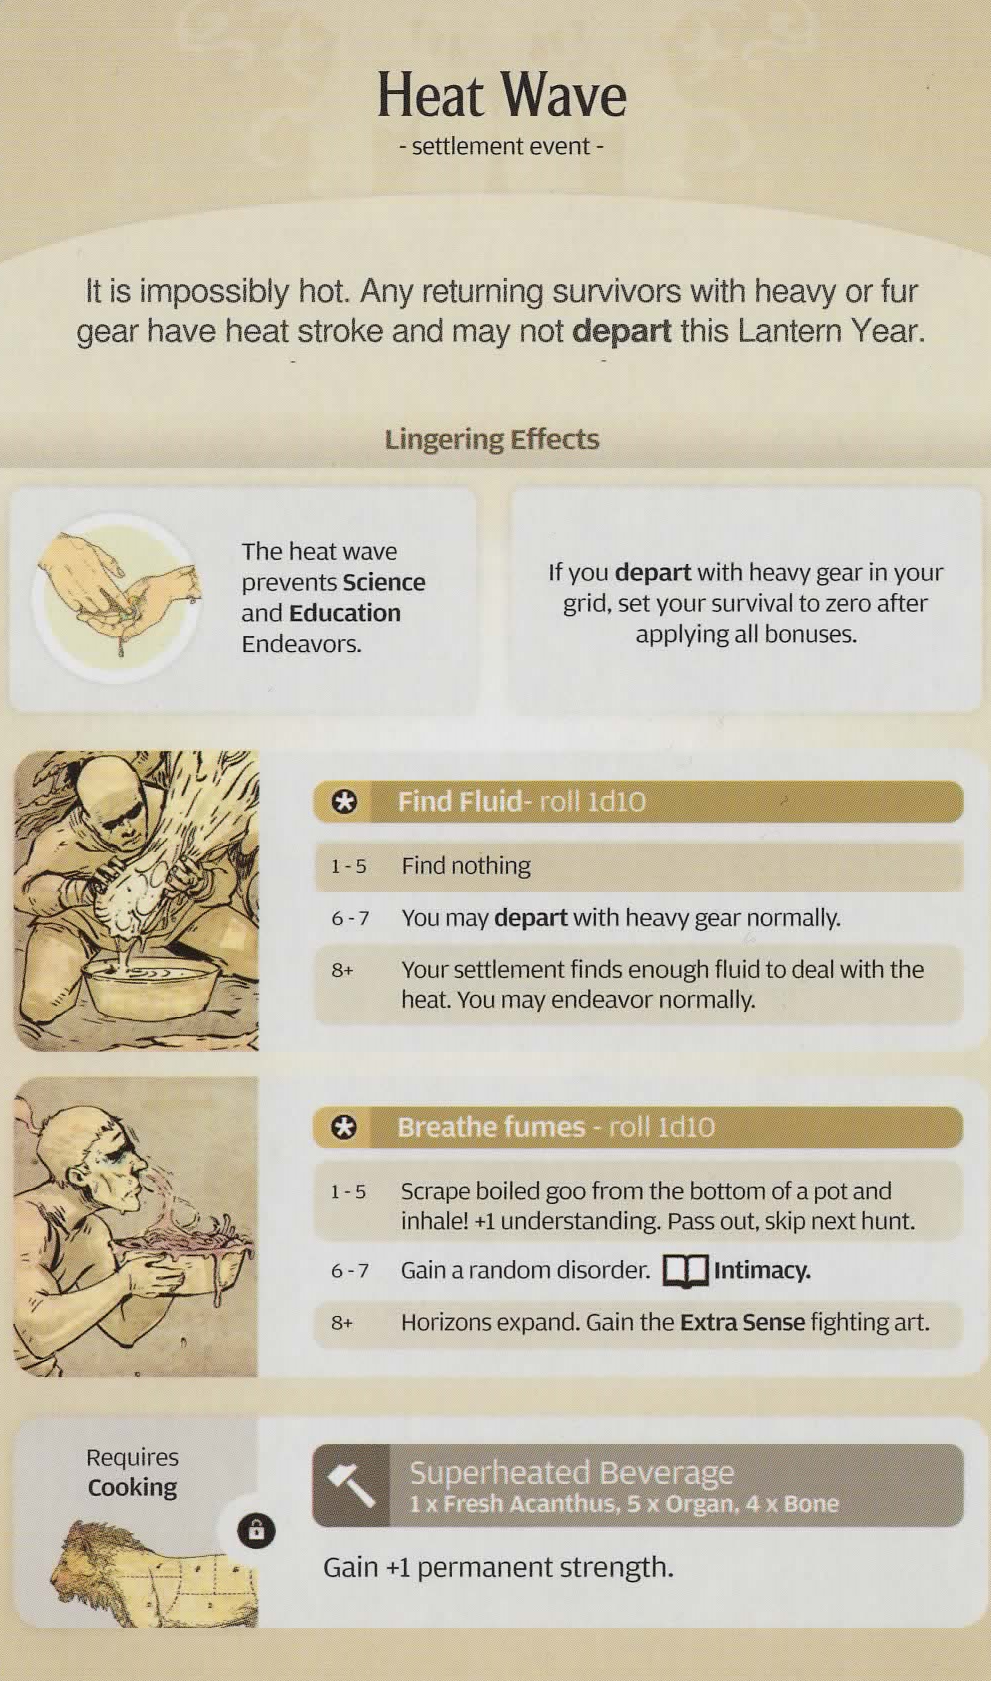 Heat Wave
- settlement event -
It is impossibly hot. Any returning survivors with heavy or fur
gear have heat stroke and may not depart this Lantern Year.
Lingering Effects
The heat wave
prevents Science
and Education
Endeavors.
If you depart with heavy gear in your
grid, set your survival to zero after
applying all bonuses.
Find Fluid- roll 1d10
1 - 5 Find nothing
6 - 7 You may depart with heavy gear normally.
8+ Your settlement finds enough fluid to deal with the
heat. You may endeavor normally.
Breathe fumes - roll 1d10
1 - 5 Scrape boiled goo from the bottom of a pot and
inhale! +1 understanding. Pass out, skip next hunt.
6 - 7 Gain a random disorder. Intimacy.
8+ Horizons expand. Gain the Extra Sense fighting art.
Requires
Cooking
Superheated Beverage
1 x Fresh Acanthus, 5 x Organ, 4 x Bone
Gain +1 permanent strength.